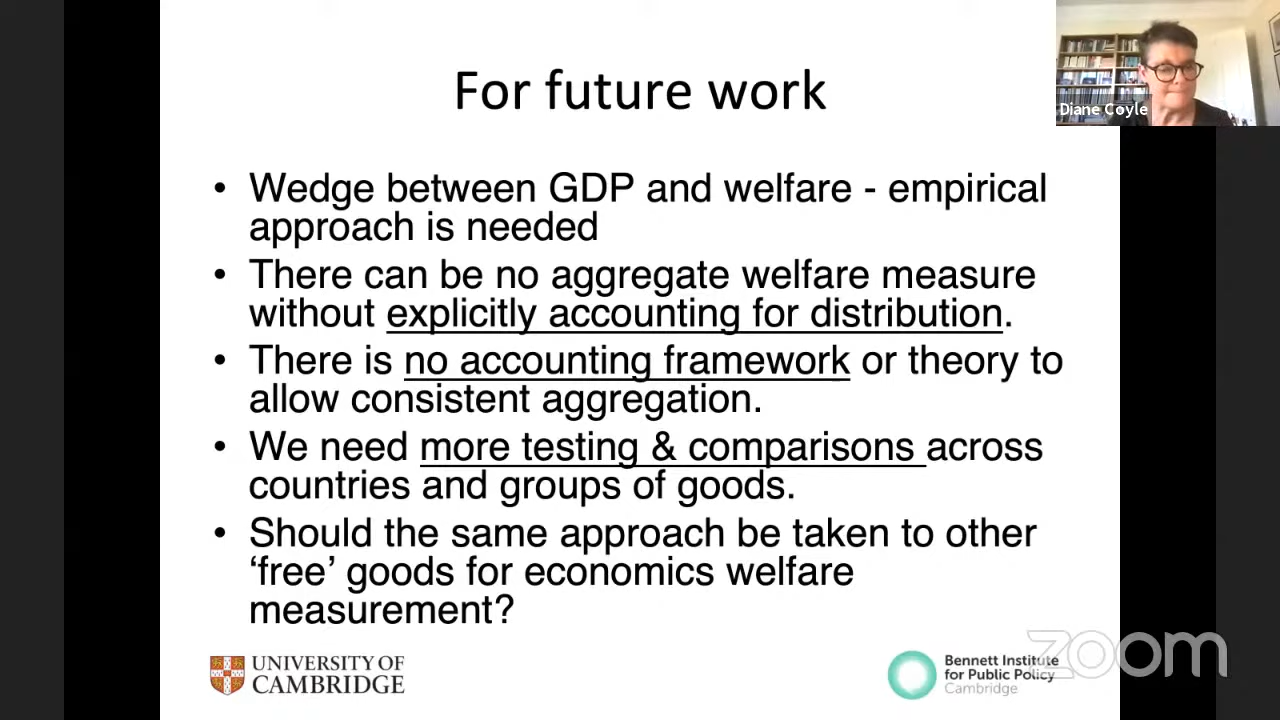 For future work
Diane Coyle
• Wedge between GDP and welfare - empirical
approach is needed
• There can be no aggregate welfare measure
without explicitly accounting for distribution.
• There is no accounting framework or theory to
allow consistent aggregation.
• We need more testing & comparisons across
countries and groups of goods.
• Should the same approach be taken to other
‘free’ goods for economics welfare
measurement?
UNIVERSITY OF
CAMBRIDGE
Bennett Institute
for Public Policy
Cambridge
zoom